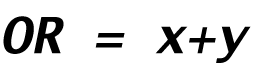 OR = x+y